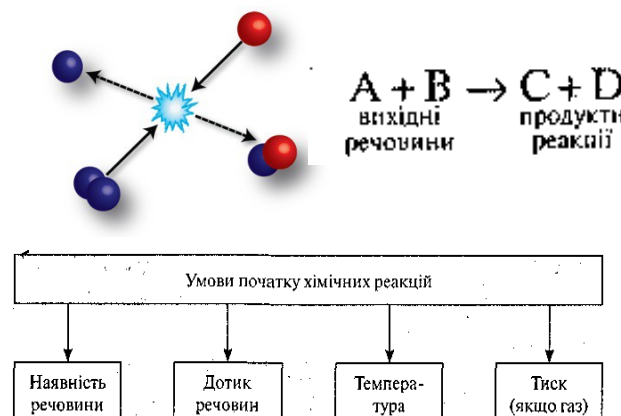 A + B → C + D
вихідні продукти
речовини реакції
Умови початку хімічних реакцій
Наявність
речовини
Дотик
речовин
Темпера-
тура
Тиск
(якщо газ)